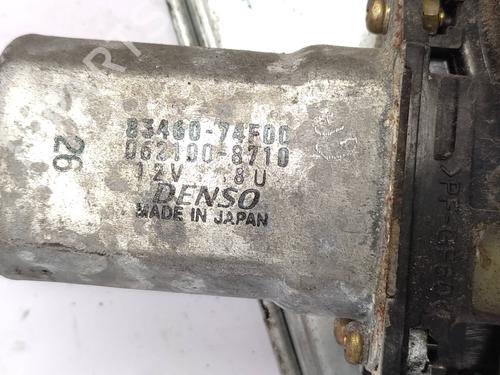 83460-74F00
062100-8710
12V 8U
DENSO
MADE IN JAPAN
26